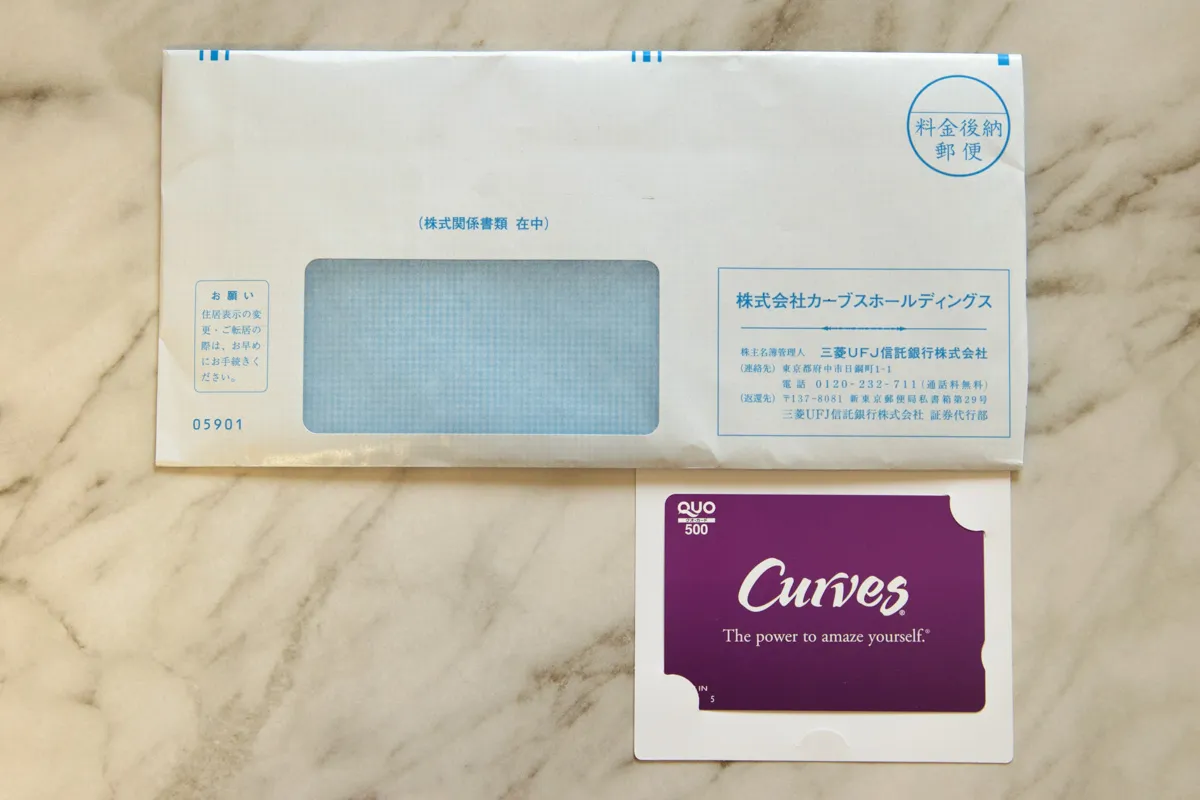 料金後納
郵便
（株式関係書類 在中）
お願い
住居表示の変
更・ご転居の
際は、お早め
にお手続きく
ださい。
05901
株式会社カーブスホールディングス
株主名簿管理人 三菱UFJ信託銀行株式会社
（連絡先）東京都府中市日鋼町1-1
電話 0120-232-711（通話料無料）
（返還先）〒137-8081 新東京郵便局私書箱第29号
三菱UFJ信託銀行株式会社 証券代行部
QUO
クオ・カード
500
Curves®
The power to amaze yourself.®
IN
5